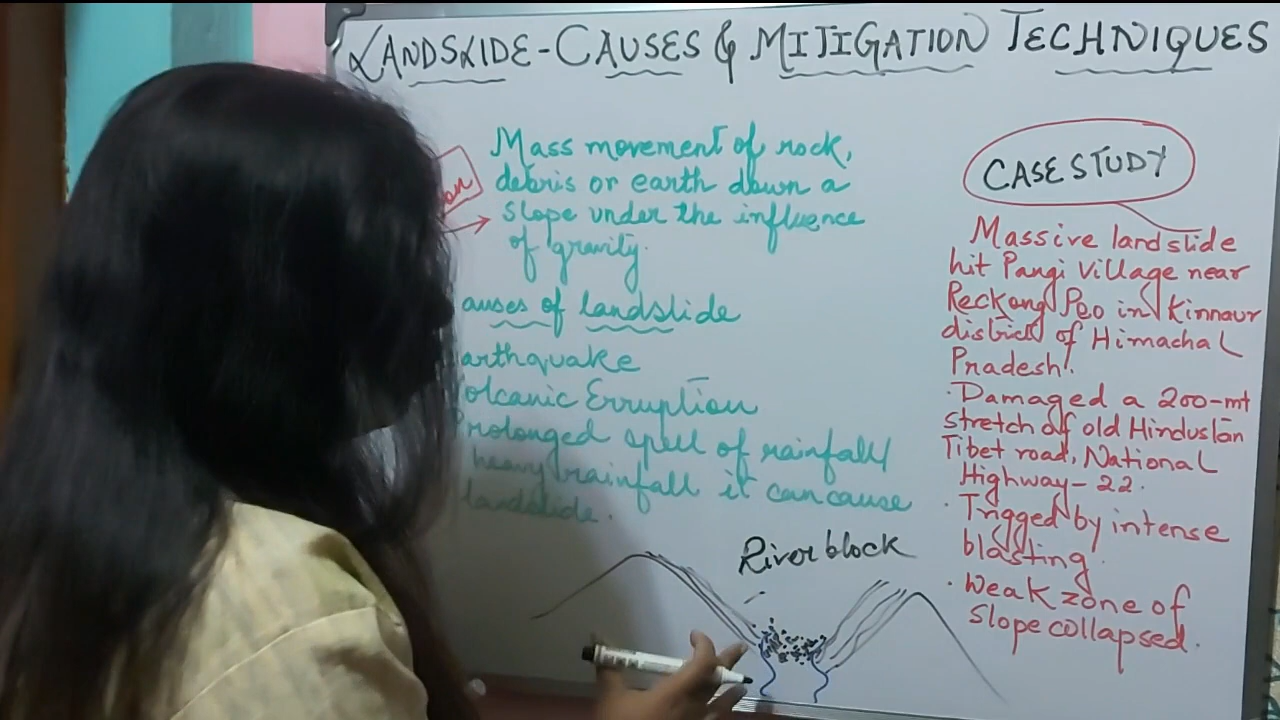 LANDSLIDE-CAUSES & MITIGATION TECHNIQUES
Mass movement of rock,
debris or earth down a
slope under the influence
of gravity.
auses of landslide
arthquake
olcanic Erruption
Prolonged spell of rainfall/
heavy rainfall it can cause
landslide.
River block
CASE STUDY
Massive landslide
hit Pangi village near
Reckong Peo in Kinnaur
district of Himachal
Pradesh.
· Damaged a 200-mt
stretch of old Hindustan
Tibet road, National
Highway-22.
· Trigged by intense
blasting.
· Weak zone of
slope collapsed.